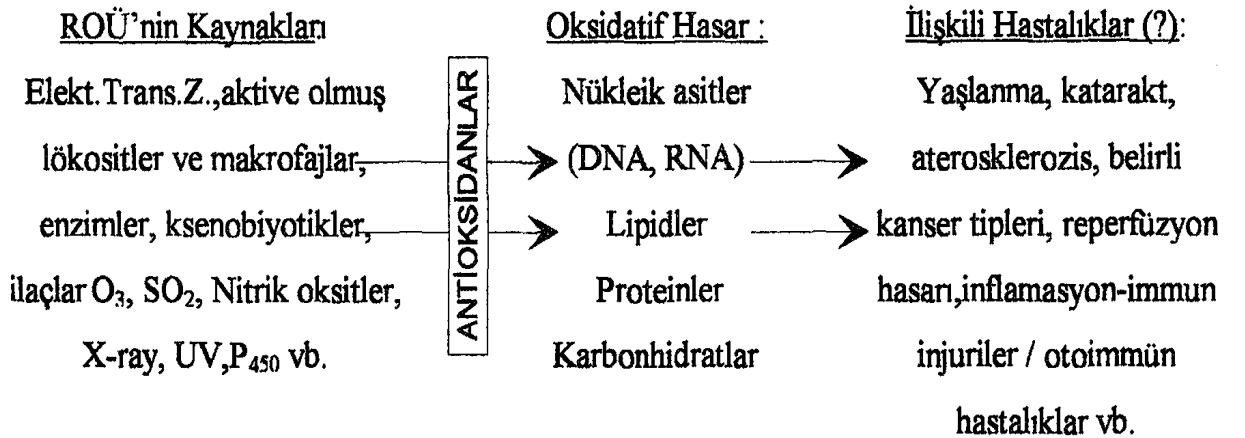 ROÜ'nin Kaynakları
Elekt.Trans.Z.,aktive olmuş
lökositler ve makrofajlar,
enzimler, ksenobiyotikler,
ilaçlar O₃, SO₂, Nitrik oksitler,
X-ray, UV,P₄₅₀ vb.
ANTİOKSİDANLAR
Oksidatif Hasar :
Nükleik asitler
(DNA, RNA)
Lipidler
Proteinler
Karbonhidratlar
İlişkili Hastalıklar (?):
Yaşlanma, katarakt,
aterosklerozis, belirli
kanser tipleri, reperfüzyon
hasarı,inflamasyon-immun
injuriler / otoimmün
hastalıklar vb.